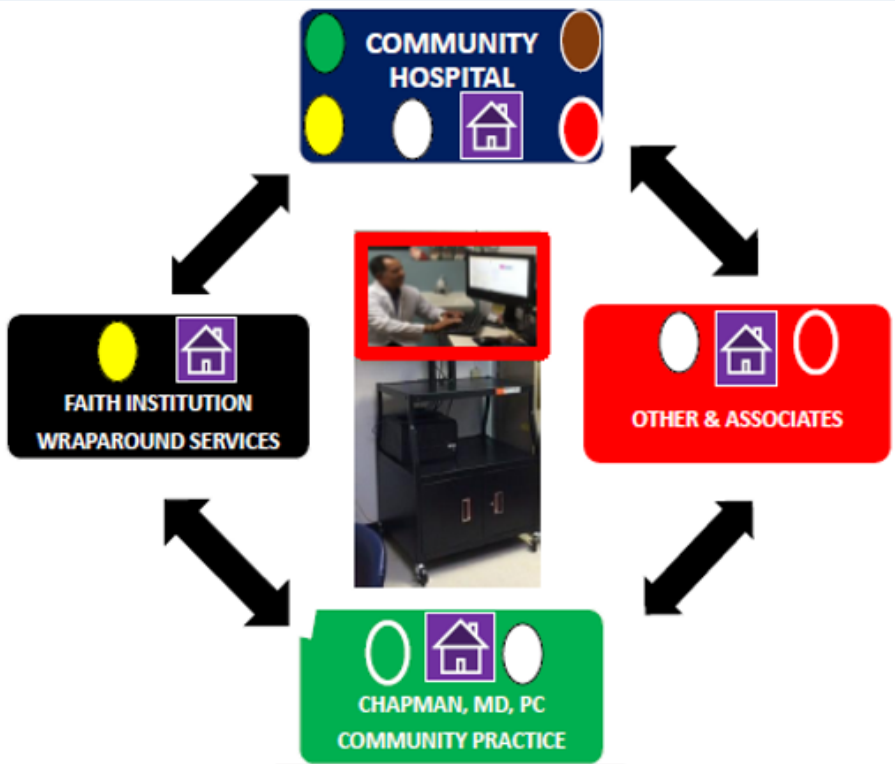 COMMUNITY
HOSPITAL
FAITH INSTITUTION
WRAPAROUND SERVICES
OTHER & ASSOCIATES
CHAPMAN, MD, PC
COMMUNITY PRACTICE